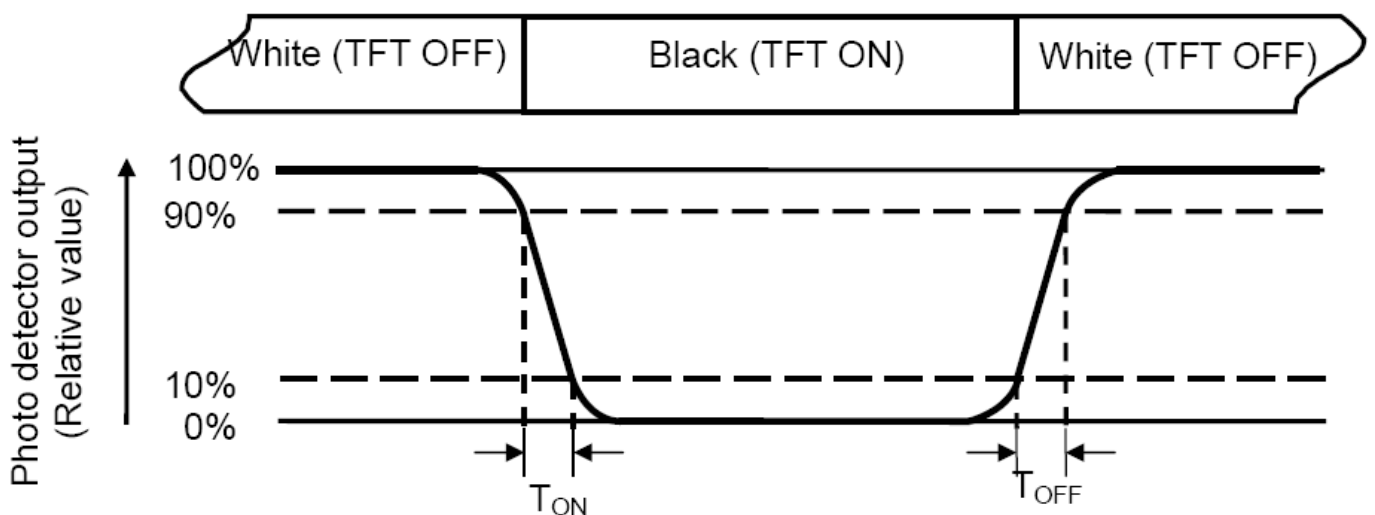 White (TFT OFF) Black (TFT ON) White (TFT OFF)
Photo detector output
(Relative value)
100%
90%
10%
0%
TON TOFF